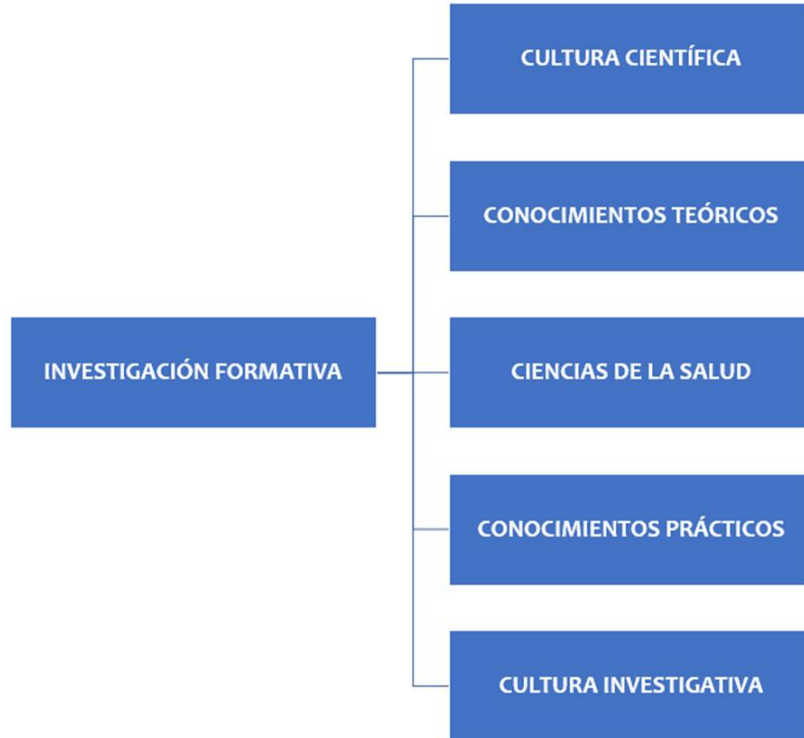 CULTURA CIENTÍFICA
CONOCIMIENTOS TEÓRICOS
INVESTIGACIÓN FORMATIVA
CIENCIAS DE LA SALUD
CONOCIMIENTOS PRÁCTICOS
CULTURA INVESTIGATIVA